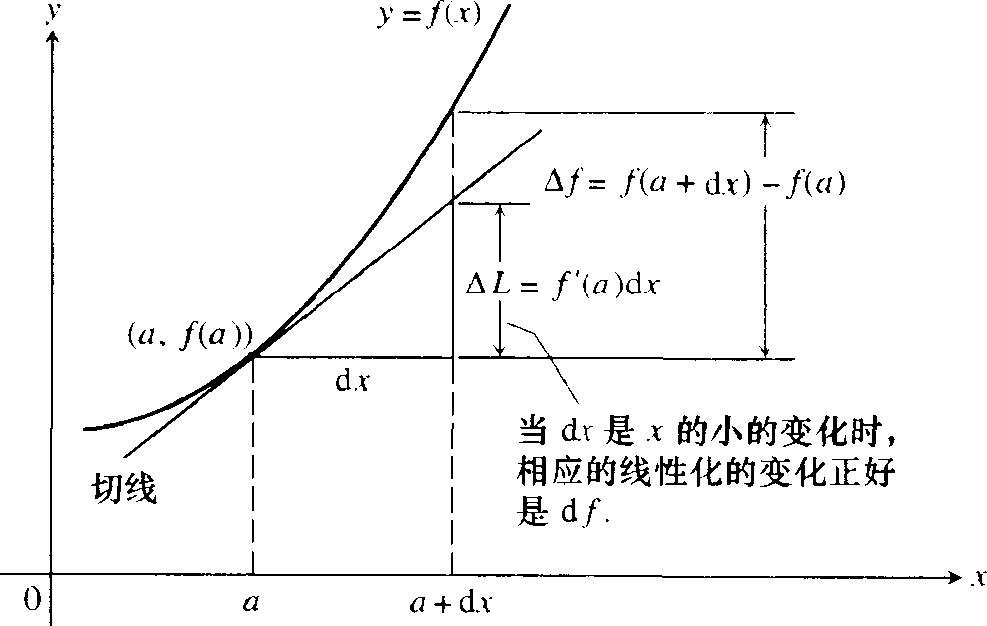 y
y = f(x)
Δf = f(a + dx) − f(a)
ΔL = f′(a)dx
(a, f(a))
dx
当 dx 是 x 的小的变化时，
相应的线性化的变化正好
是 df.
切线
0
a
a + dx
x